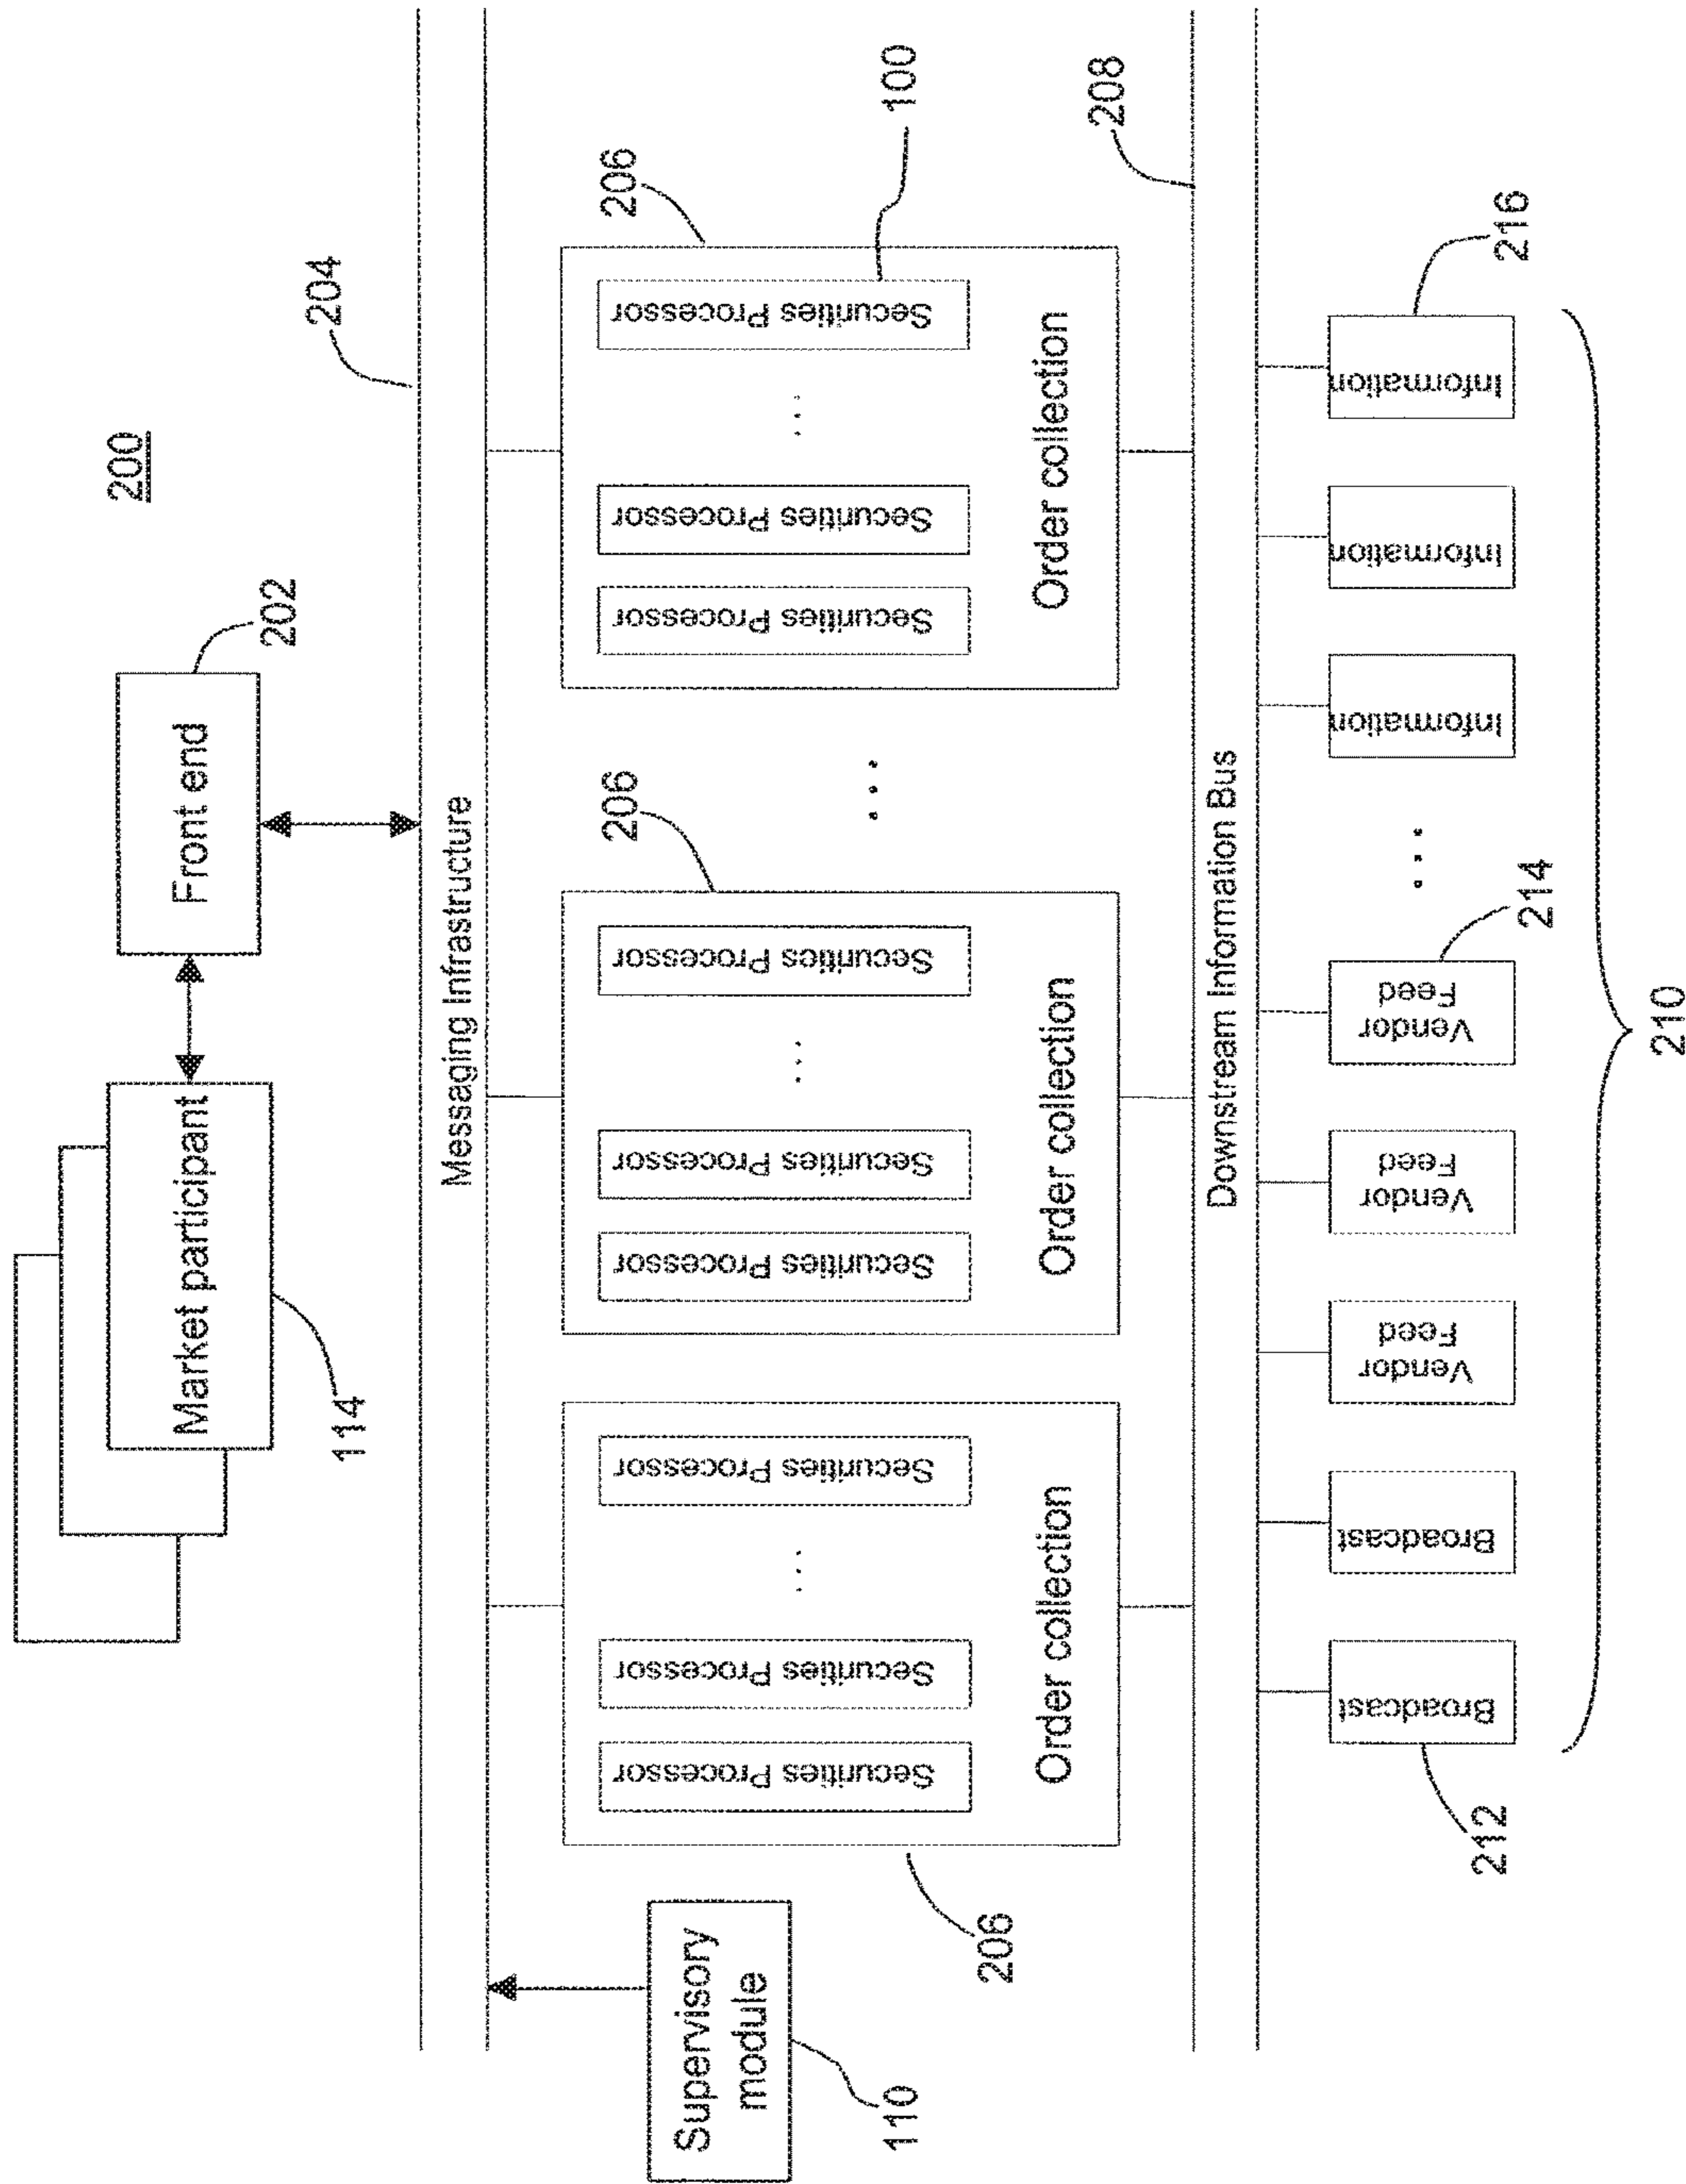 200
Market participant
Front end
202
204
114
Messaging Infrastructure
206
206
Supervisory
module
Securities Processor
Securities Processor
...
Securities Processor
Securities Processor
Securities Processor
...
Securities Processor
Securities Processor
Securities Processor
...
Securities Processor
...
110
100
206
Order collection
Order collection
Order collection
208
Downstream Information Bus
Broadcast
Broadcast
Vendor
Feed
Vendor
Feed
Vendor
Feed
...
Information
Information
Information
212
214
216
210